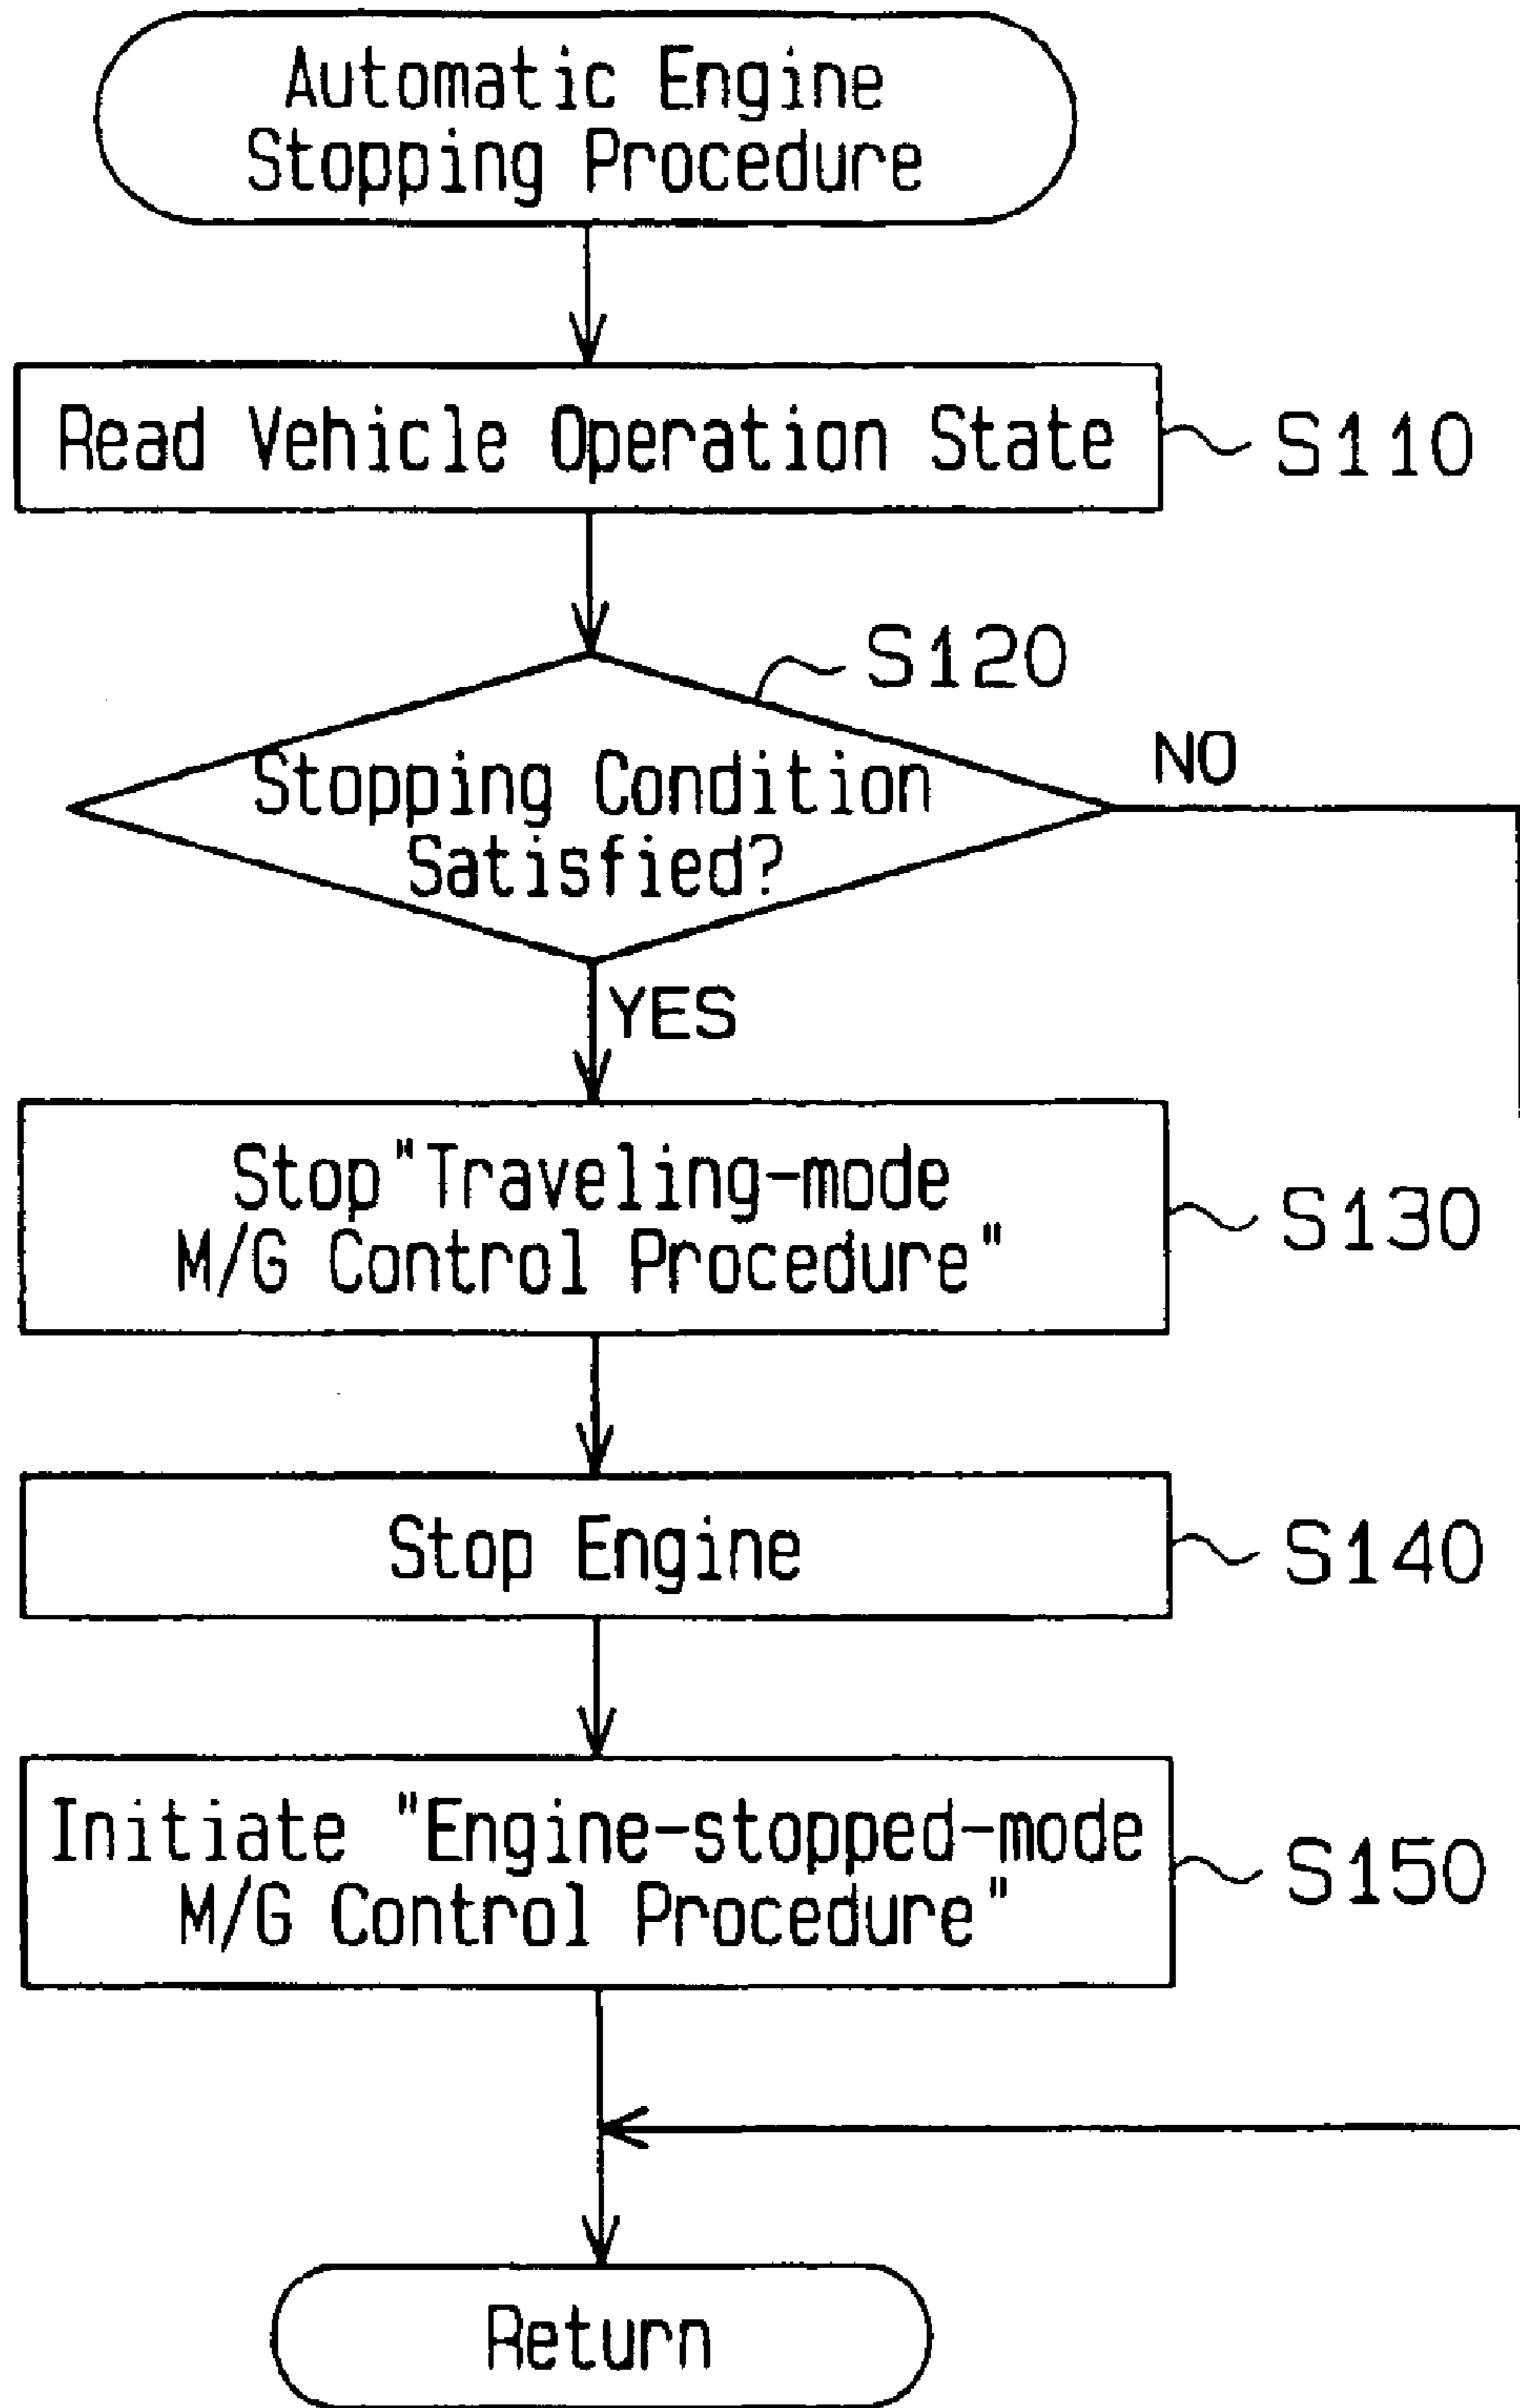 Automatic Engine
Stopping Procedure
Read Vehicle Operation State
S110
S120
Stopping Condition
Satisfied?
NO
YES
Stop"Traveling-mode
M/G Control Procedure"
S130
Stop Engine
S140
Initiate "Engine-stopped-mode
M/G Control Procedure"
S150
Return